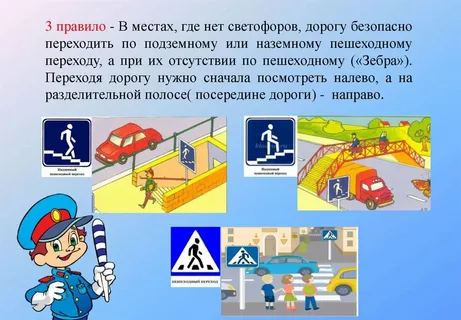 3 правило - В местах, где нет светофоров, дорогу безопасно
переходить по подземному или наземному пешеходному
переходу, а при их отсутствии по пешеходному («Зебра»).
Переходя дорогу нужно сначала посмотреть налево, а на
разделительной полосе( посередине дороги) - направо.
пешеходный переход
пешеходный переход
ПЕШЕХОДНЫЙ ПЕРЕХОД